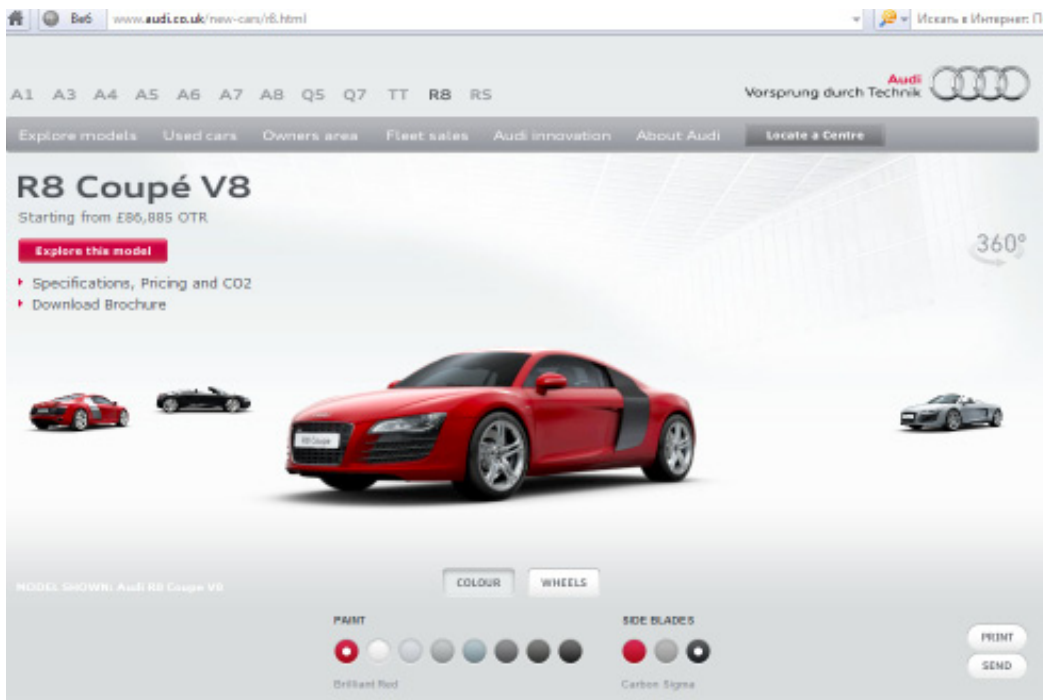 Веб www.audi.co.uk/new-cars/r8.html Искать в Интернет: П
Audi
Vorsprung durch Technik
A1 A3 A4 A5 A6 A7 A8 Q5 Q7 TT R8 RS
Explore models Used cars Owners area Fleet sales Audi innovation About Audi Locate a Centre
R8 Coupé V8
Starting from £86,885 OTR
Explore this model
360°
Specifications, Pricing and CO2
Download Brochure
R8 Coupe
MODEL SHOWN: Audi R8 Coupe V8
COLOUR WHEELS
PAINT SIDE BLADES
Brilliant Red Carbon Sigma
PRINT
SEND